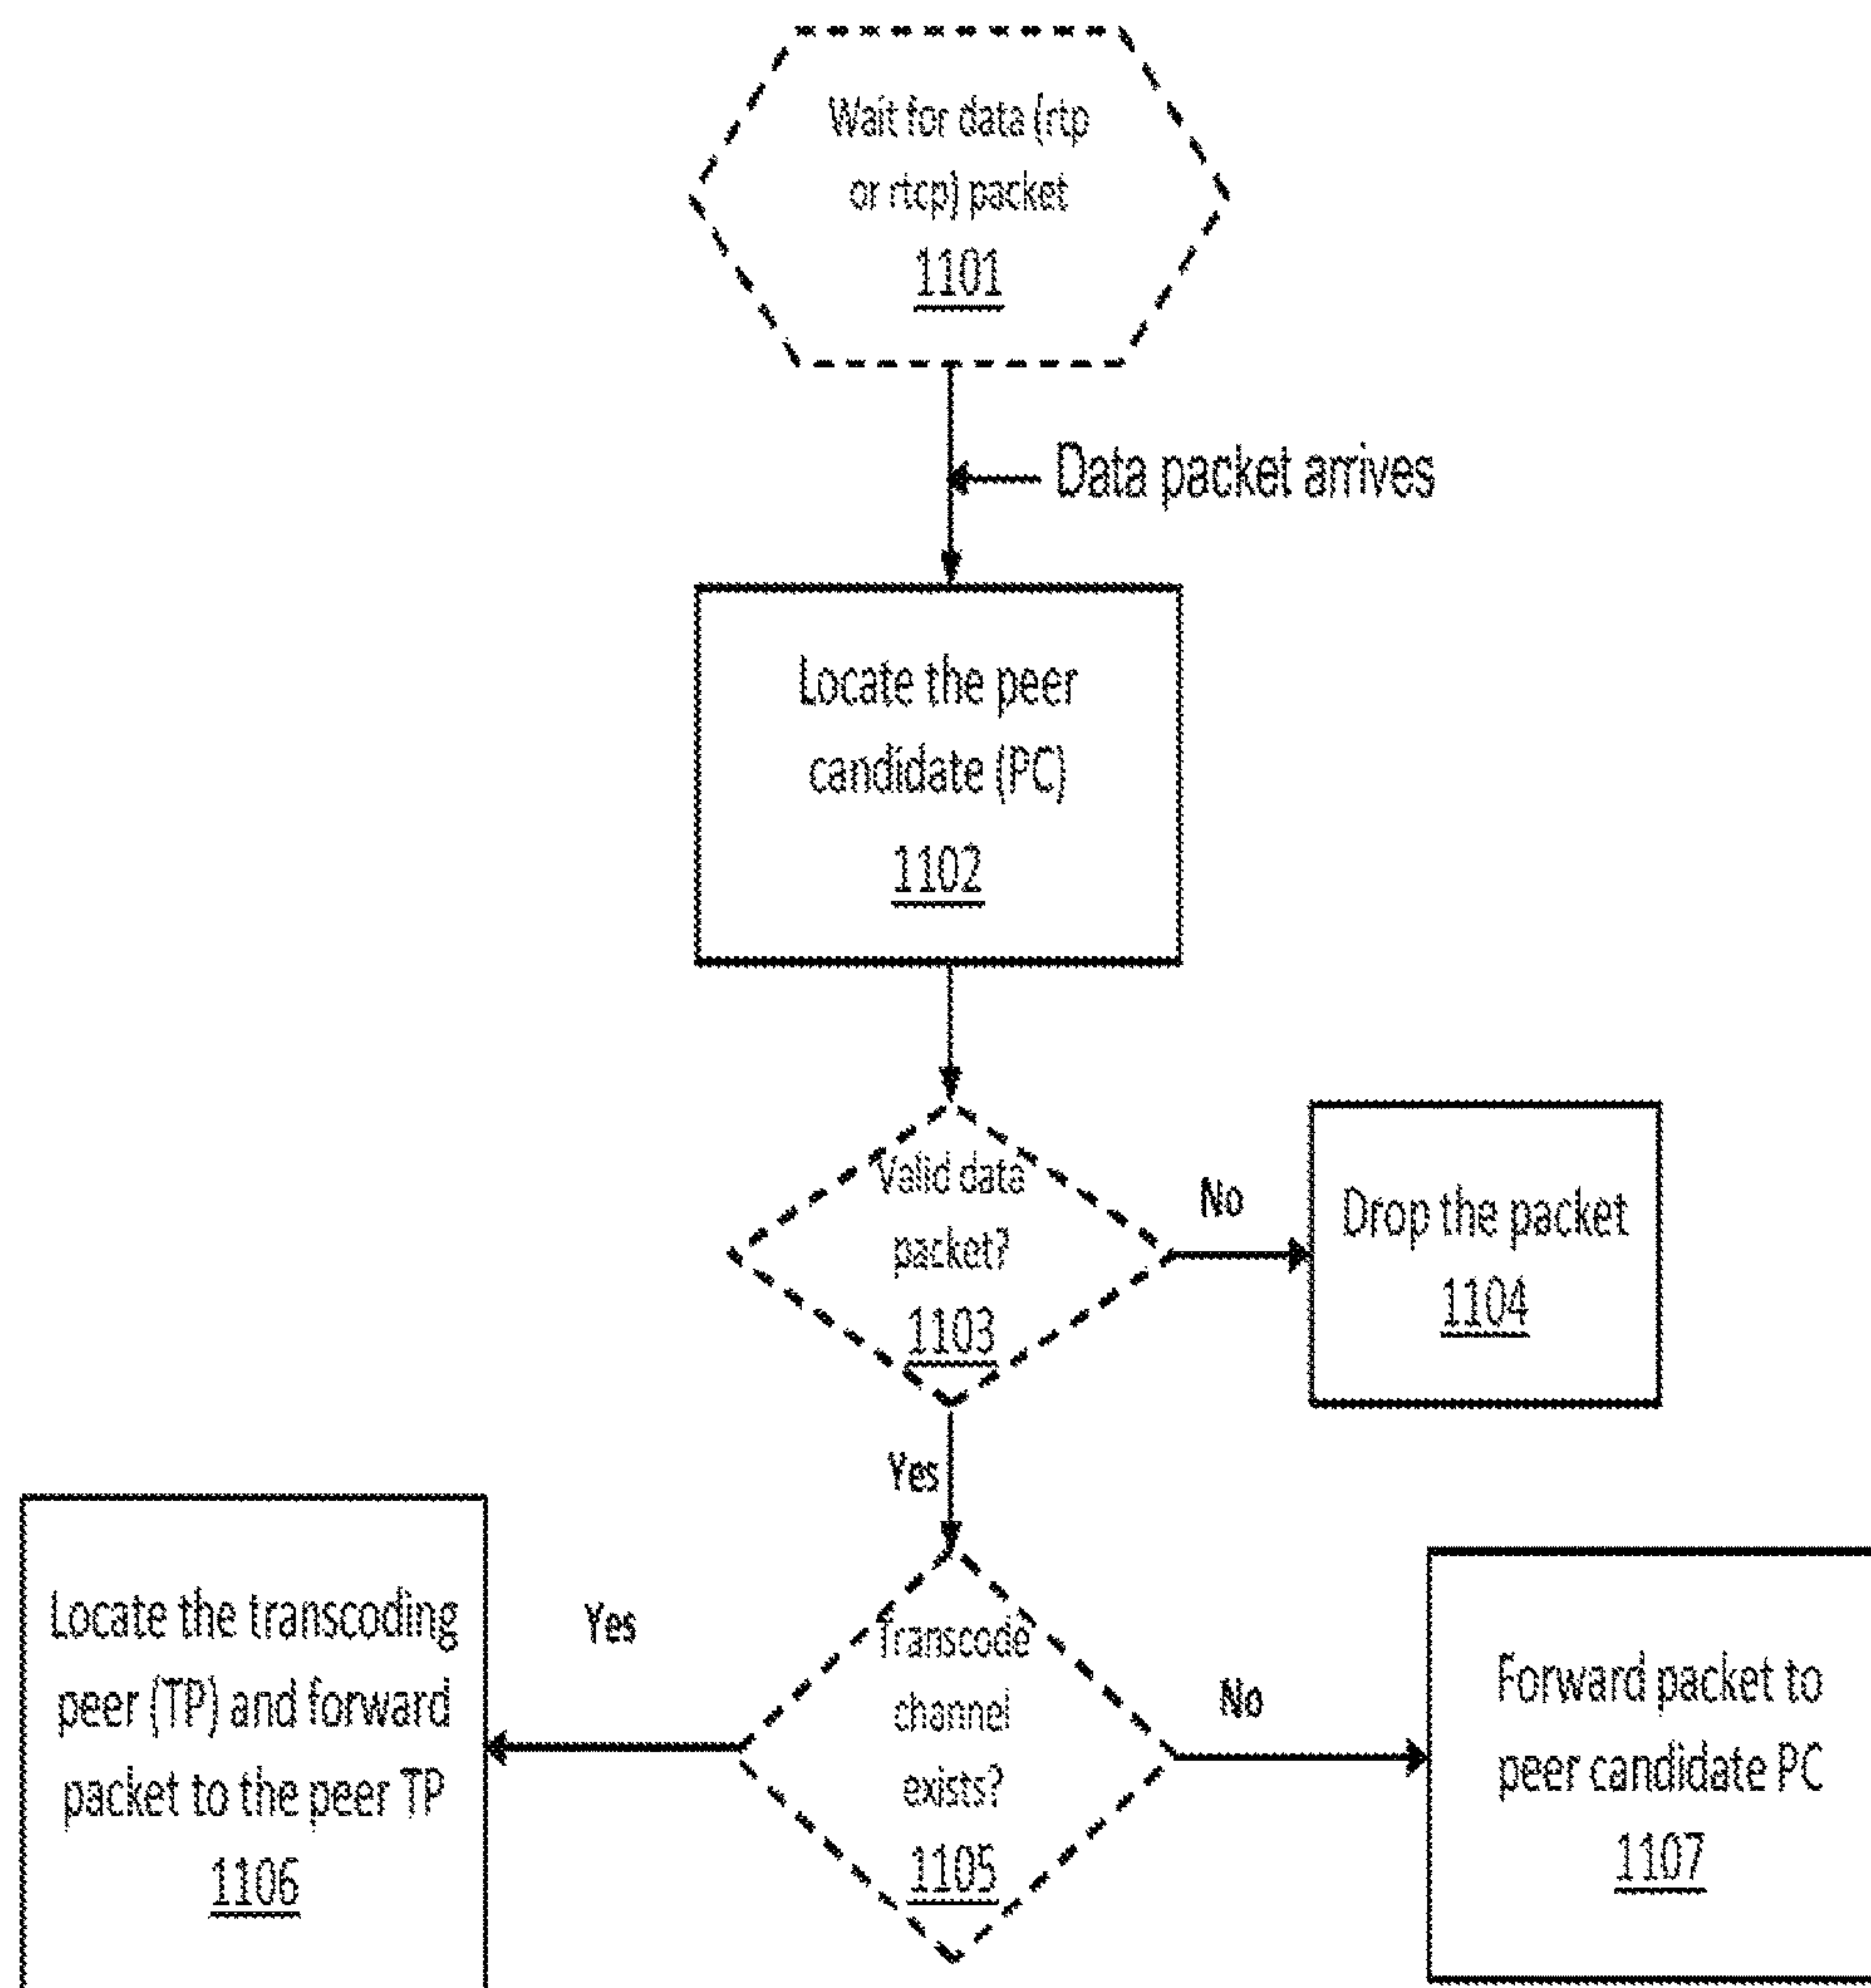 Wait for data (rtp
or rtcp) packet
1101
Data packet arrives
Locate the peer
candidate (PC)
1102
Valid data
packet?
1103
No
Drop the packet
1104
Yes
Transcode
channel
exists?
1105
Yes
Locate the transcoding
peer (TP) and forward
packet to the peer TP
1106
No
Forward packet to
peer candidate PC
1107